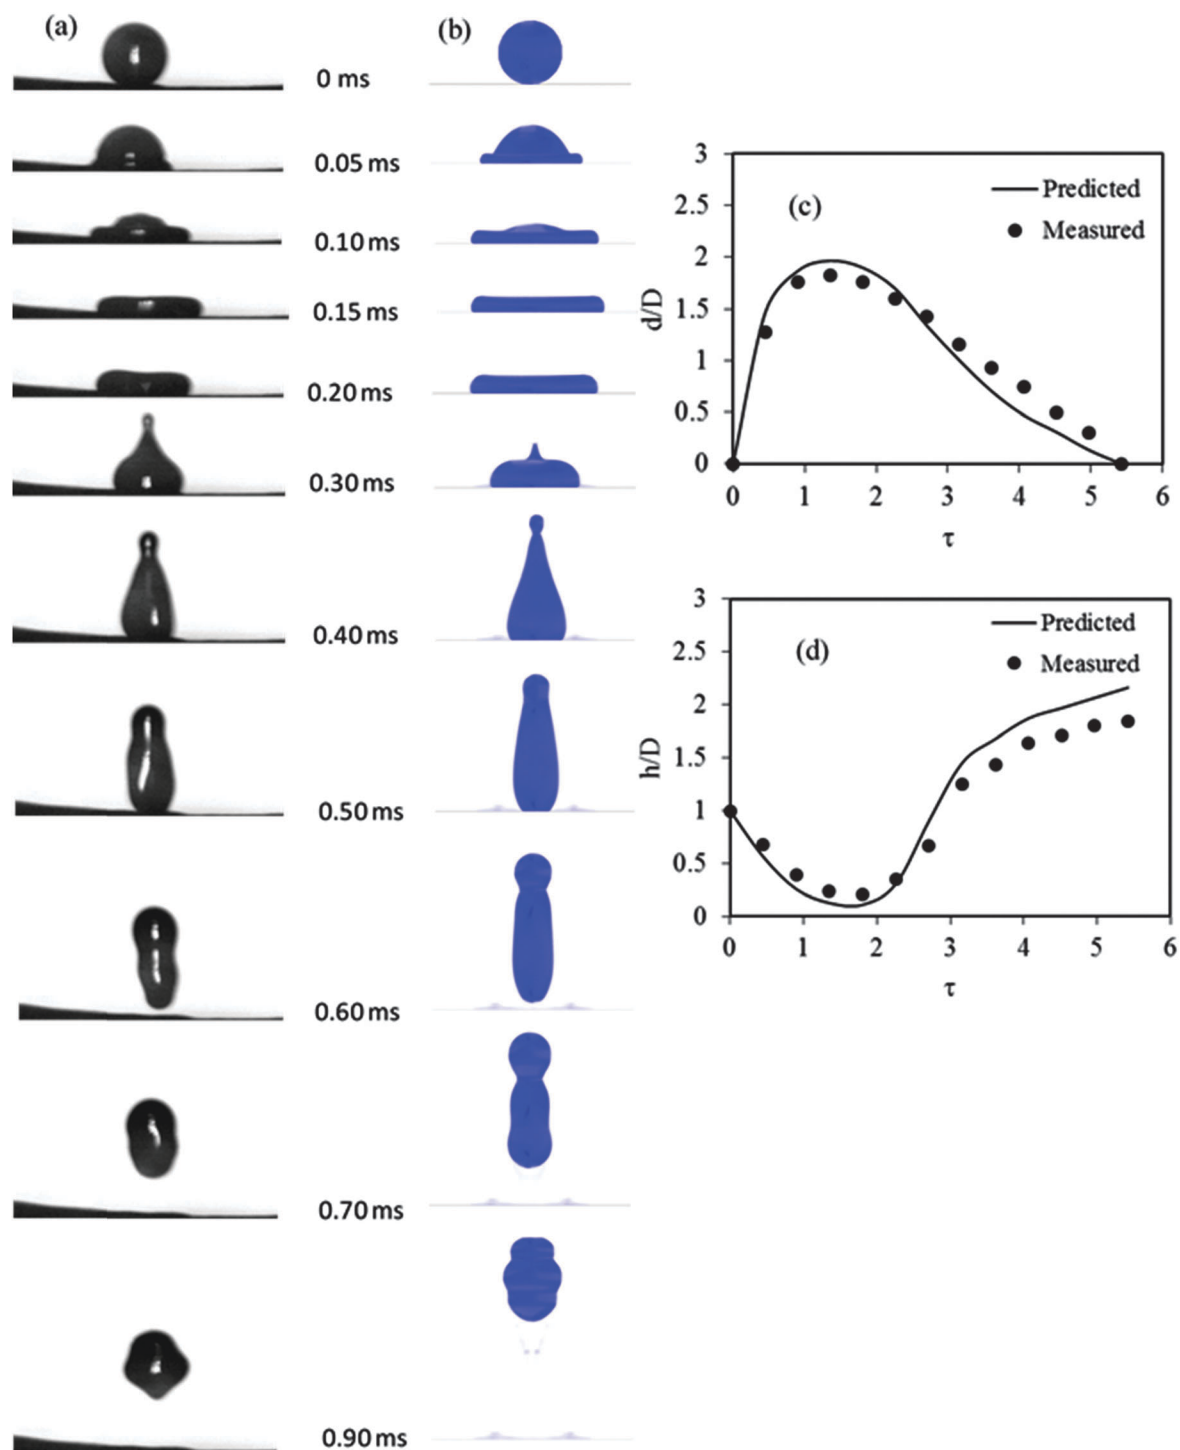 (a)
(b)
0 ms
0.05 ms
0.10 ms
0.15 ms
0.20 ms
0.30 ms
0.40 ms
0.50 ms
0.60 ms
0.70 ms
0.90 ms
3
2.5
2
1.5
1
0.5
0
d/D
(c)
Predicted
Measured
0 1 2 3 4 5 6
τ
3
2.5
2
1.5
1
0.5
0
h/D
(d)
Predicted
Measured
0 1 2 3 4 5 6
τ